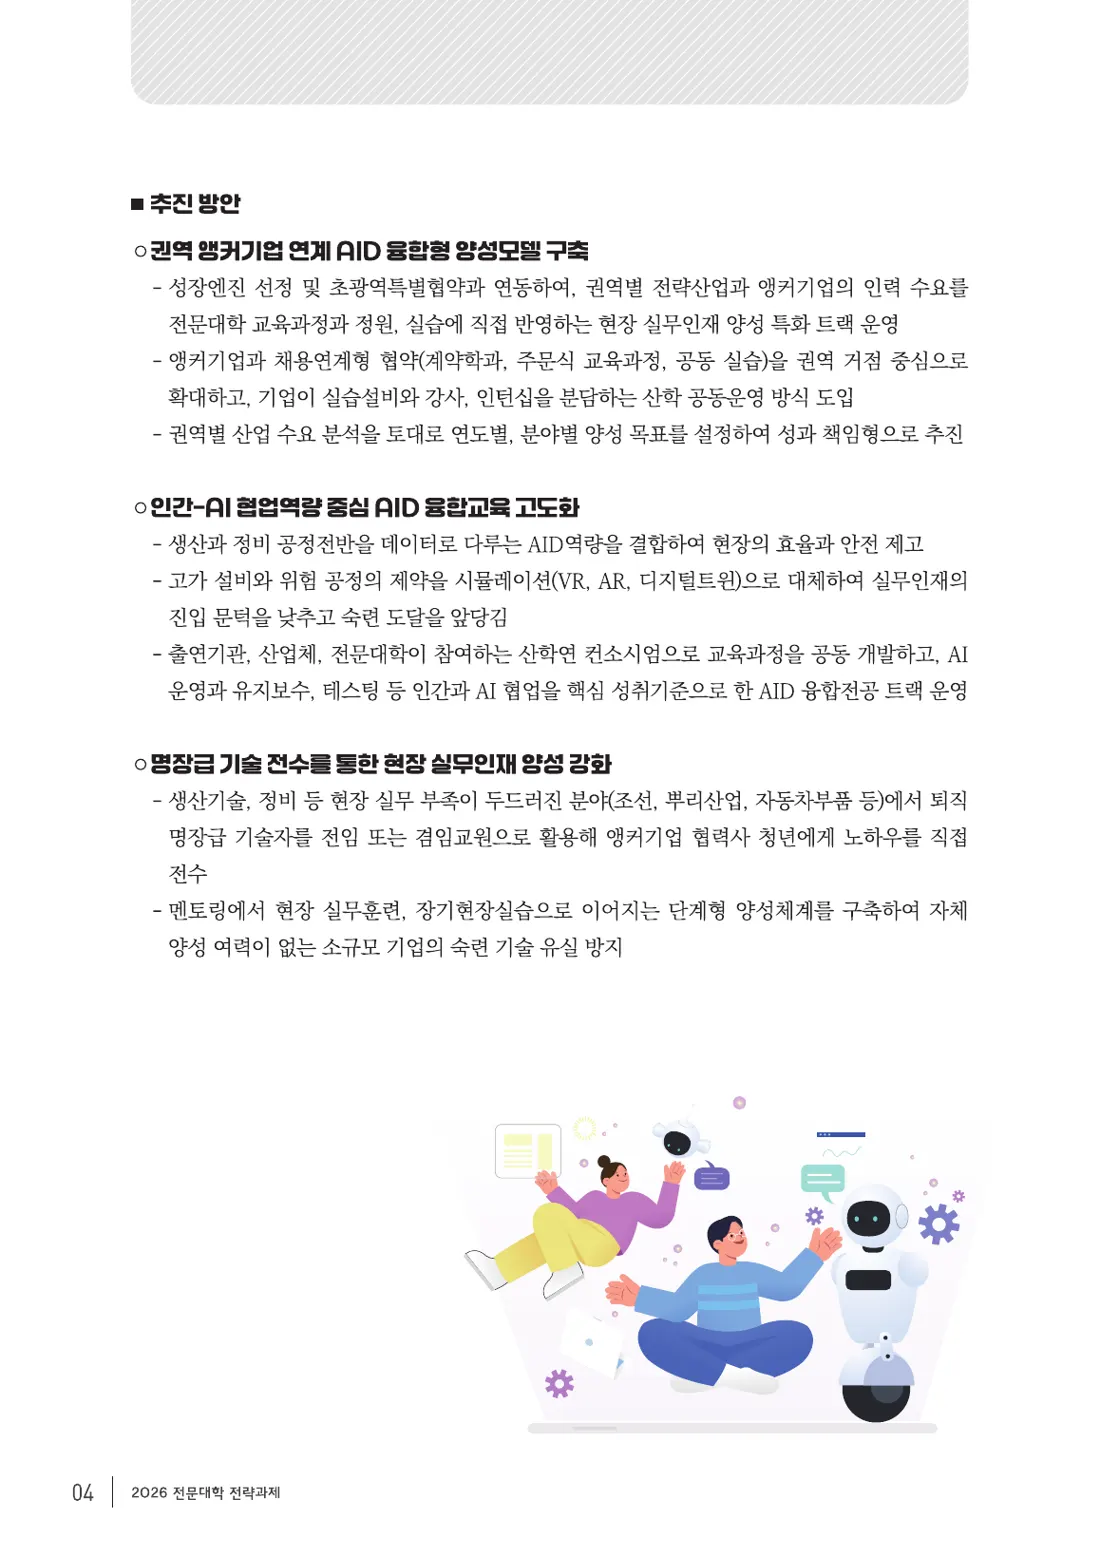 ■ 추진 방안
○ 권역 앵커기업 연계 AID 융합형 양성모델 구축
- 성장엔진 선정 및 초광역특별협약과 연동하여, 권역별 전략산업과 앵커기업의 인력 수요를
전문대학 교육과정과 정원, 실습에 직접 반영하는 현장 실무인재 양성 특화 트랙 운영
- 앵커기업과 채용연계형 협약(계약학과, 주문식 교육과정, 공동 실습)을 권역 거점 중심으로
확대하고, 기업이 실습설비와 강사, 인턴십을 분담하는 산학 공동운영 방식 도입
- 권역별 산업 수요 분석을 토대로 연도별, 분야별 양성 목표를 설정하여 성과 책임형으로 추진
○ 인간-AI 협업역량 중심 AID 융합교육 고도화
- 생산과 정비 공정전반을 데이터로 다루는 AID역량을 결합하여 현장의 효율과 안전 제고
- 고가 설비와 위험 공정의 제약을 시뮬레이션(VR, AR, 디지털트윈)으로 대체하여 실무인재의
진입 문턱을 낮추고 숙련 도달을 앞당김
- 출연기관, 산업체, 전문대학이 참여하는 산학연 컨소시엄으로 교육과정을 공동 개발하고, AI
운영과 유지보수, 테스팅 등 인간과 AI 협업을 핵심 성취기준으로 한 AID 융합전공 트랙 운영
○ 명장급 기술 전수를 통한 현장 실무인재 양성 강화
- 생산기술, 정비 등 현장 실무 부족이 두드러진 분야(조선, 뿌리산업, 자동차부품 등)에서 퇴직
명장급 기술자를 전임 또는 겸임교원으로 활용해 앵커기업 협력사 청년에게 노하우를 직접
전수
- 멘토링에서 현장 실무훈련, 장기현장실습으로 이어지는 단계형 양성체계를 구축하여 자체
양성 여력이 없는 소규모 기업의 숙련 기술 유실 방지
04 2026 전문대학 전략과제